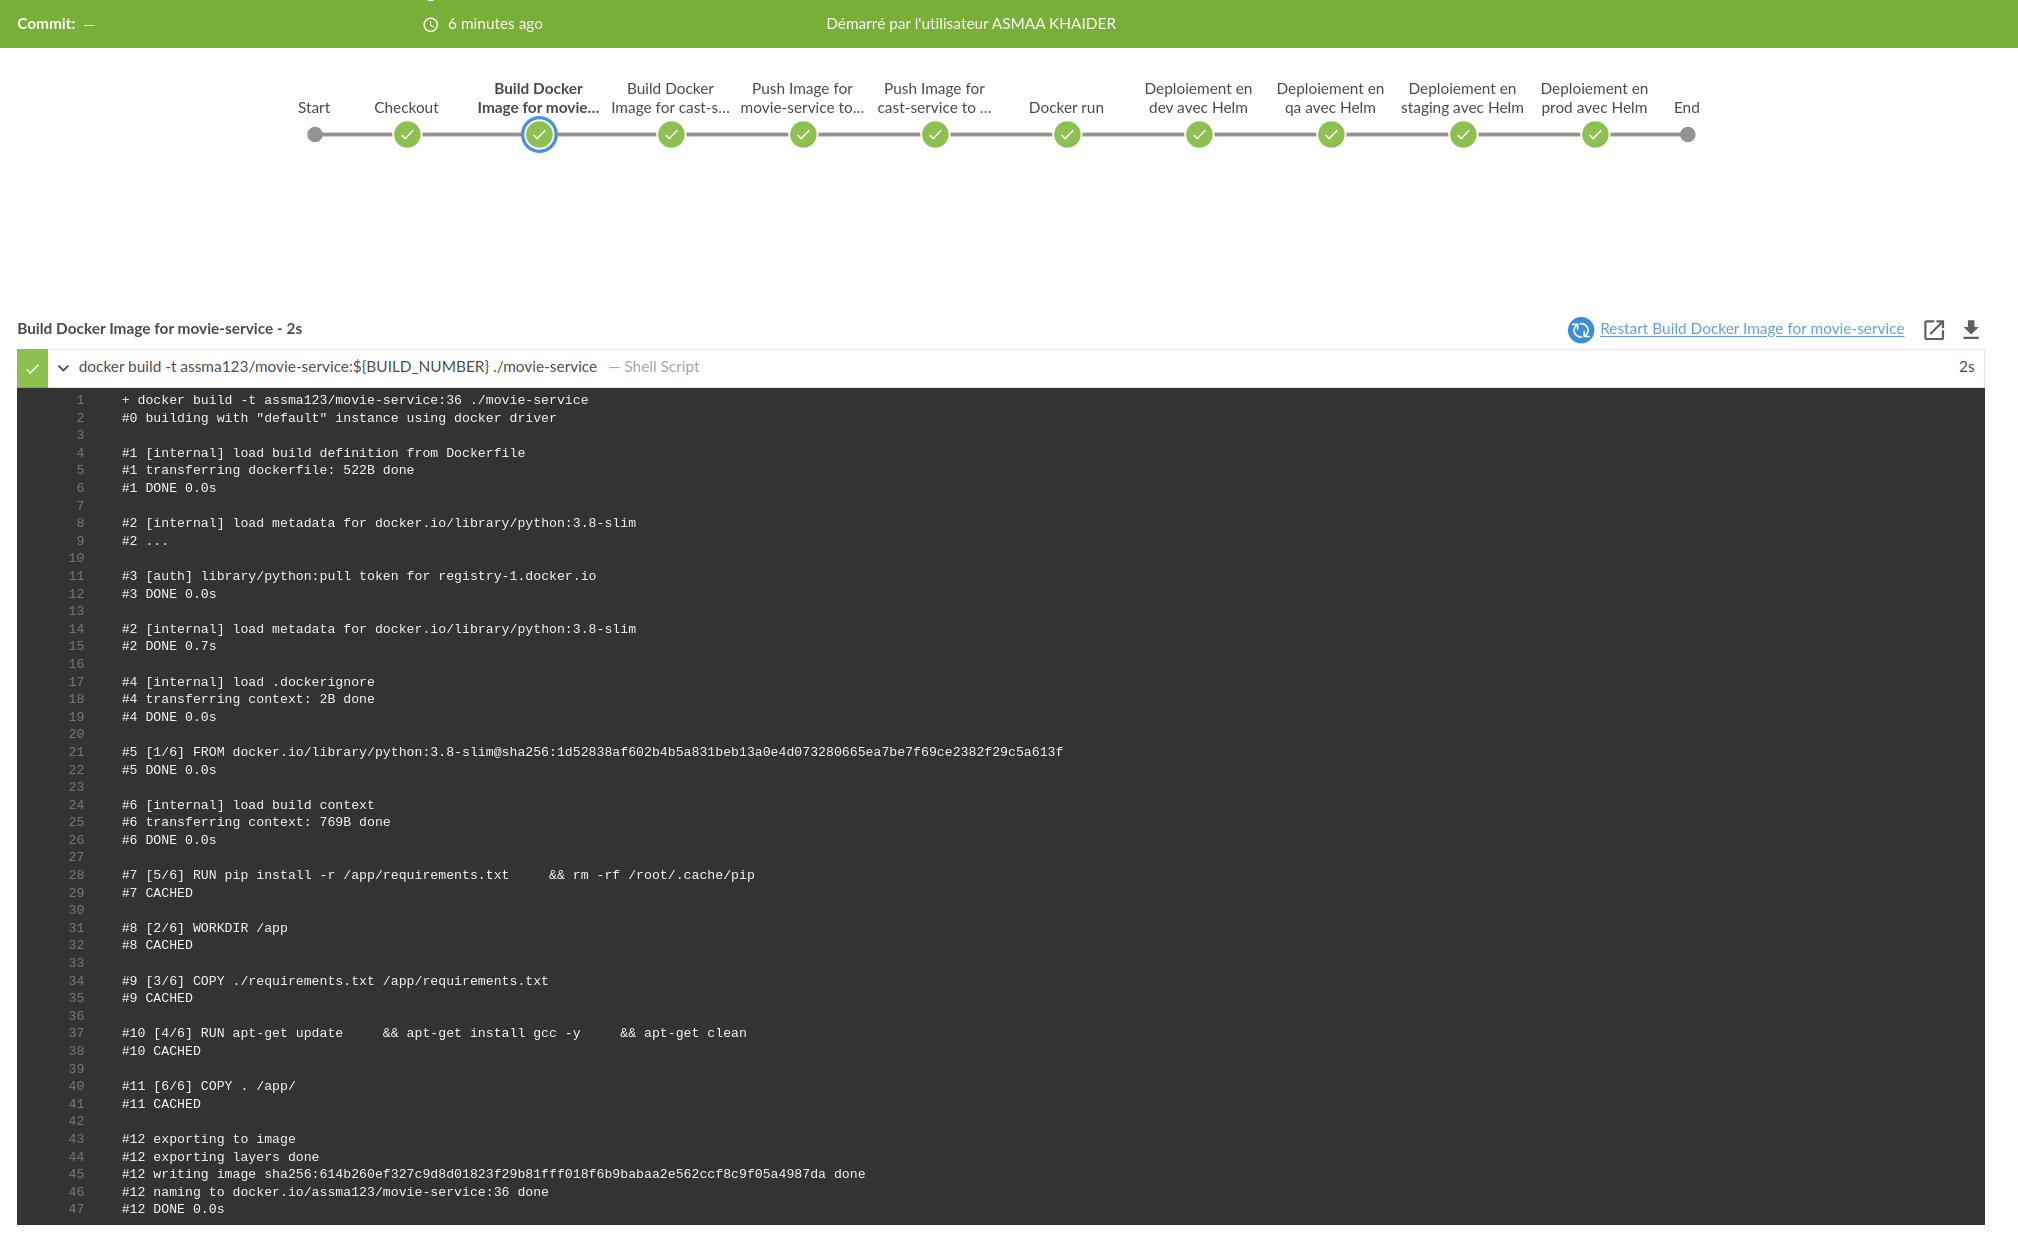 Commit: —
6 minutes ago
Démarré par l'utilisateur ASMAA KHAIDER
Start
Checkout
Build Docker
Image for movie...
Build Docker
Image for cast-s...
Push Image for
movie-service to...
Push Image for
cast-service to ...
Docker run
Deploiement en
dev avec Helm
Deploiement en
qa avec Helm
Deploiement en
staging avec Helm
Deploiement en
prod avec Helm
End
Build Docker Image for movie-service - 2s
Restart Build Docker Image for movie-service
docker build -t assma123/movie-service:${BUILD_NUMBER} ./movie-service — Shell Script 2s
1 + docker build -t assma123/movie-service:36 ./movie-service
2 #0 building with "default" instance using docker driver
3
4 #1 [internal] load build definition from Dockerfile
5 #1 transferring dockerfile: 522B done
6 #1 DONE 0.0s
7
8 #2 [internal] load metadata for docker.io/library/python:3.8-slim
9 #2 ...
10
11 #3 [auth] library/python:pull token for registry-1.docker.io
12 #3 DONE 0.0s
13
14 #2 [internal] load metadata for docker.io/library/python:3.8-slim
15 #2 DONE 0.7s
16
17 #4 [internal] load .dockerignore
18 #4 transferring context: 2B done
19 #4 DONE 0.0s
20
21 #5 [1/6] FROM docker.io/library/python:3.8-slim@sha256:1d52838af602b4b5a831beb13a0e4d073280665ea7be7f69ce2382f29c5a613f
22 #5 DONE 0.0s
23
24 #6 [internal] load build context
25 #6 transferring context: 769B done
26 #6 DONE 0.0s
27
28 #7 [5/6] RUN pip install -r /app/requirements.txt     && rm -rf /root/.cache/pip
29 #7 CACHED
30
31 #8 [2/6] WORKDIR /app
32 #8 CACHED
33
34 #9 [3/6] COPY ./requirements.txt /app/requirements.txt
35 #9 CACHED
36
37 #10 [4/6] RUN apt-get update     && apt-get install gcc -y     && apt-get clean
38 #10 CACHED
39
40 #11 [6/6] COPY . /app/
41 #11 CACHED
42
43 #12 exporting to image
44 #12 exporting layers done
45 #12 writing image sha256:614b260ef327c9d8d01823f29b81fff018f6b9babaa2e562ccf8c9f05a4987da done
46 #12 naming to docker.io/assma123/movie-service:36 done
47 #12 DONE 0.0s